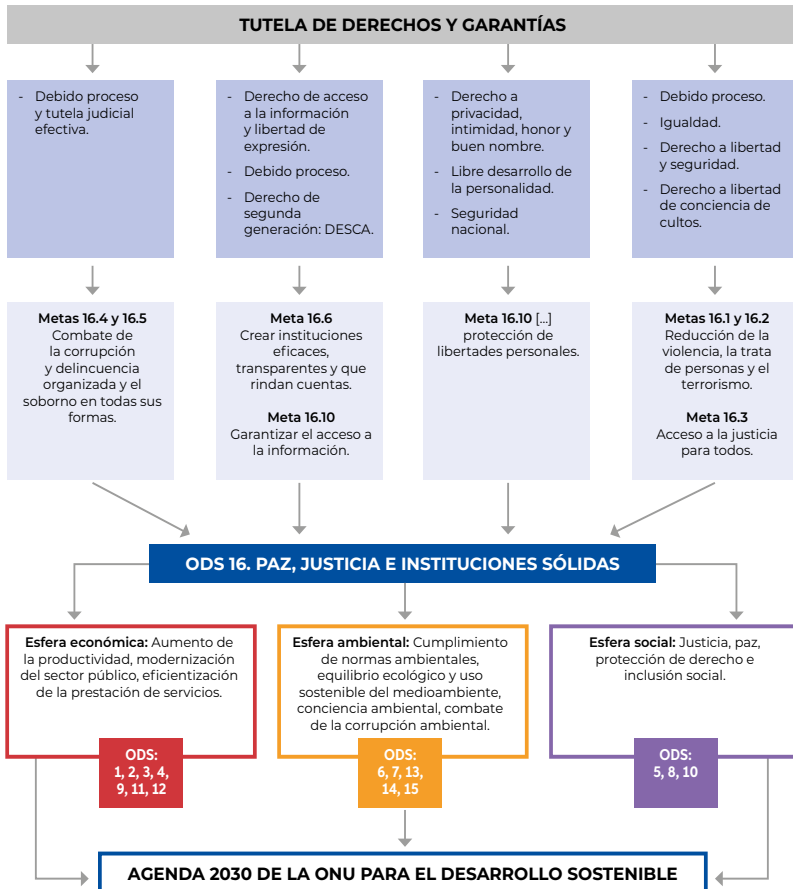 TUTELA DE DERECHOS Y GARANTÍAS
- Debido proceso
y tutela judicial
efectiva.
- Derecho de acceso
a la información
y libertad de
expresión.
- Debido proceso.
- Derecho de
segunda
generación: DESCA.
- Derecho a
privacidad,
intimidad, honor y
buen nombre.
- Libre desarrollo de
la personalidad.
- Seguridad
nacional.
- Debido proceso.
- Igualdad.
- Derecho a libertad
y seguridad.
- Derecho a libertad
de conciencia de
cultos.
Metas 16.4 y 16.5
Combate de
la corrupción
y delincuencia
organizada y el
soborno en todas sus
formas.
Meta 16.6
Crear instituciones
eficaces,
transparentes y que
rindan cuentas.
Meta 16.10
Garantizar el acceso a
la información.
Meta 16.10 [...]
protección de
libertades personales.
Metas 16.1 y 16.2
Reducción de la
violencia, la trata
de personas y el
terrorismo.
Meta 16.3
Acceso a la justicia
para todos.
ODS 16. PAZ, JUSTICIA E INSTITUCIONES SÓLIDAS
Esfera económica: Aumento de
la productividad, modernización
del sector público, eficientización
de la prestación de servicios.
ODS:
1, 2, 3, 4,
9, 11, 12
Esfera ambiental: Cumplimiento
de normas ambientales,
equilibrio ecológico y uso
sostenible del medioambiente,
conciencia ambiental, combate
de la corrupción ambiental.
ODS:
6, 7, 13,
14, 15
Esfera social: Justicia, paz,
protección de derecho e
inclusión social.
ODS:
5, 8, 10
AGENDA 2030 DE LA ONU PARA EL DESARROLLO SOSTENIBLE